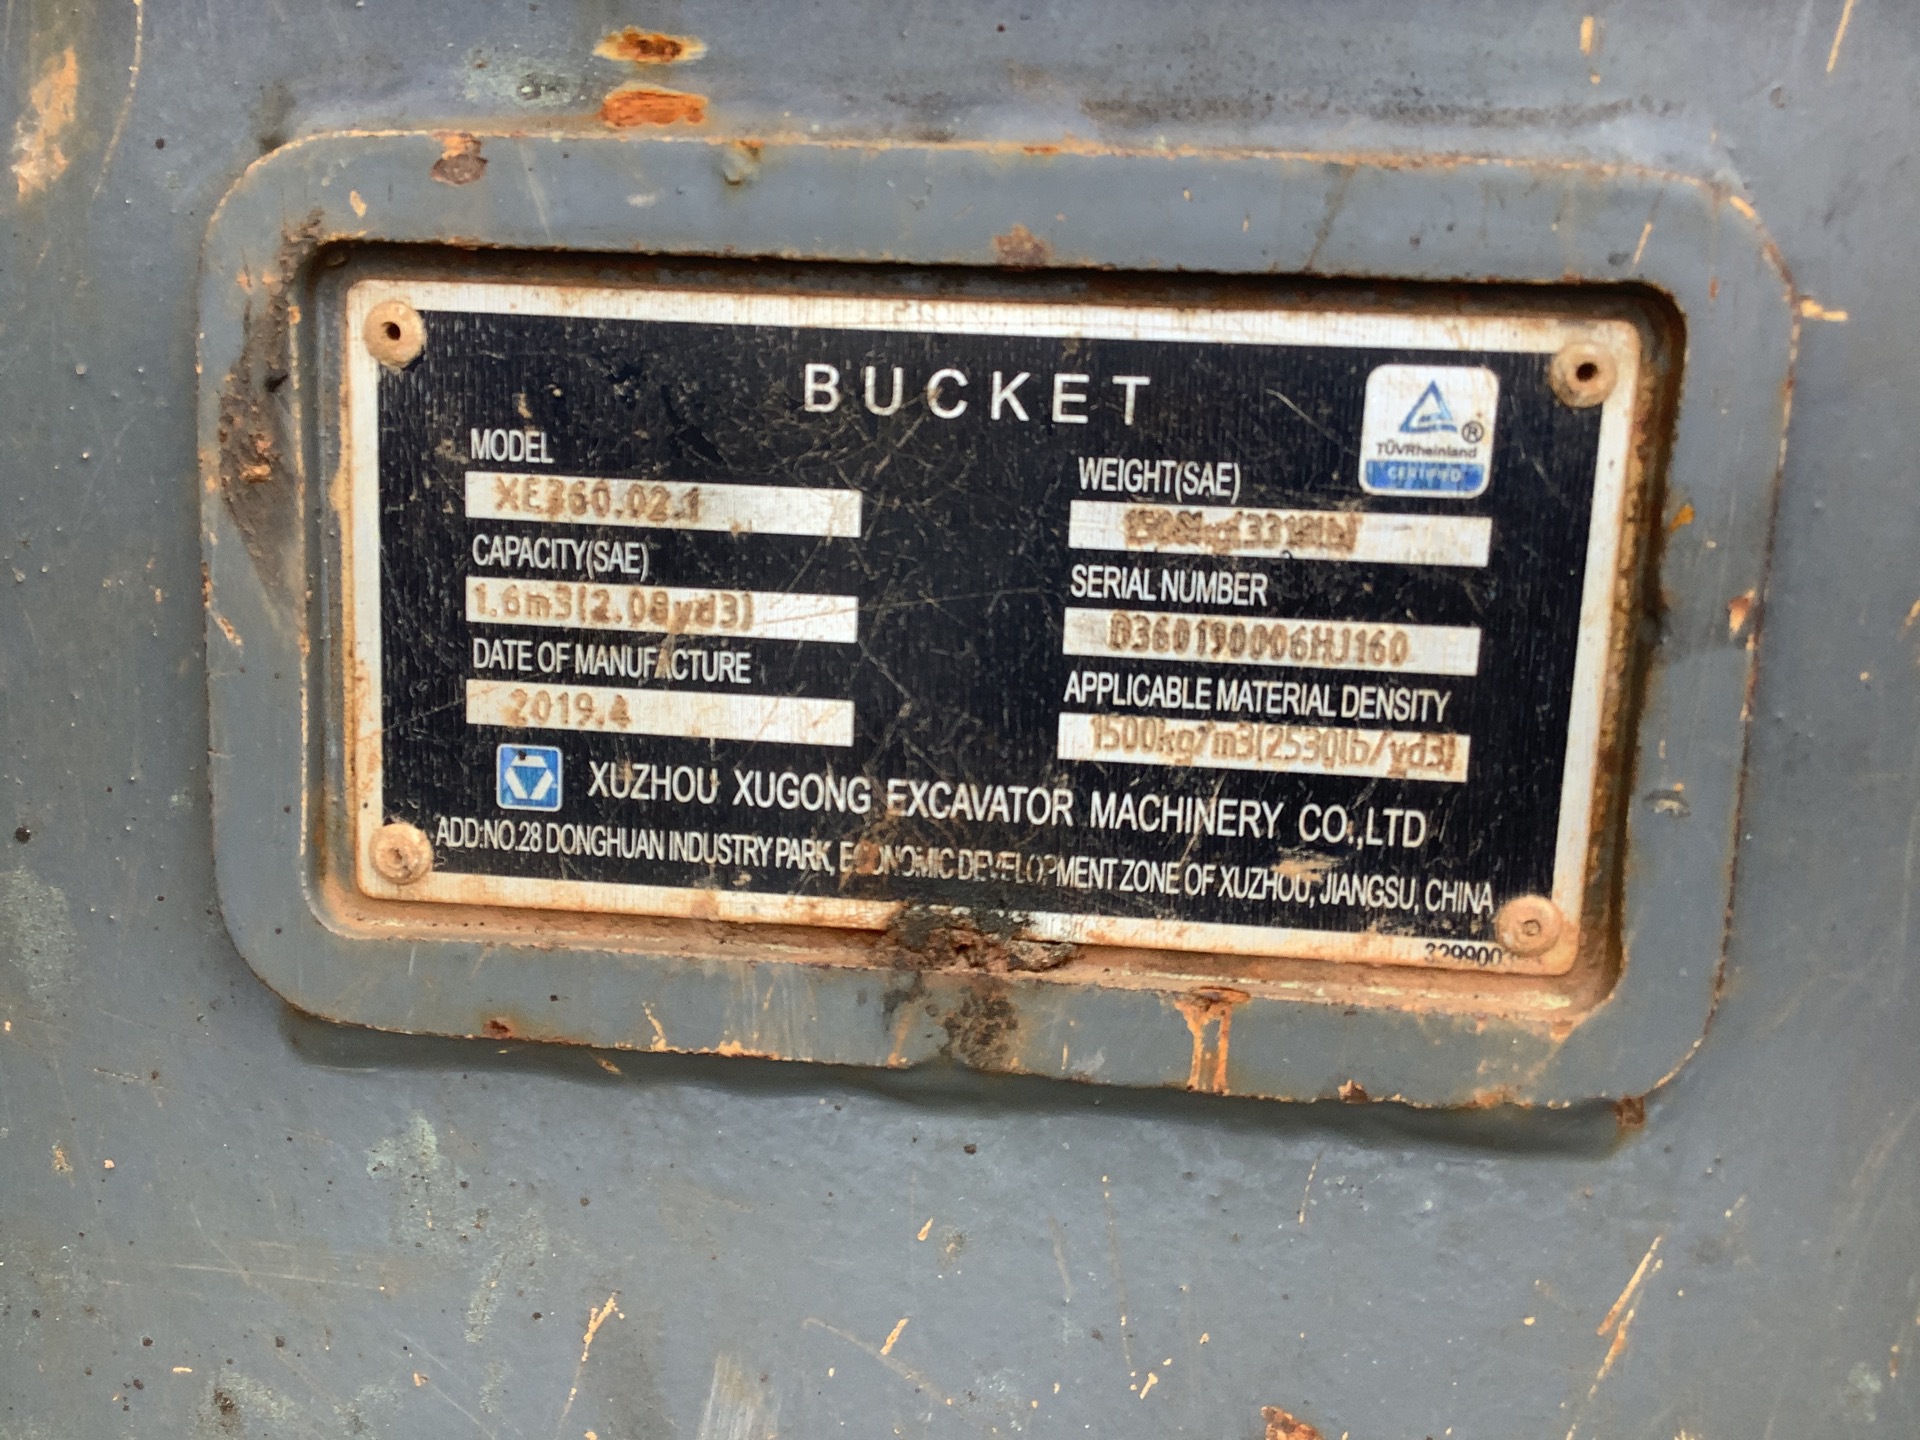 BUCKET
TÜVRheinland
CERTIFIED
MODEL
XE360.02.1
CAPACITY(SAE)
1.6m3(2.08yd3)
DATE OF MANUFACTURE
2019.4
WEIGHT(SAE)
SERIAL NUMBER
D360190006HJ160
APPLICABLE MATERIAL DENSITY
1500kg/m3(2530lb/yd3)
XUZHOU XUGONG EXCAVATOR MACHINERY CO.,LTD
ADD:NO.28 DONGHUAN INDUSTRY PARK, ECONOMIC DEVELOPMENT ZONE OF XUZHOU, JIANGSU, CHINA